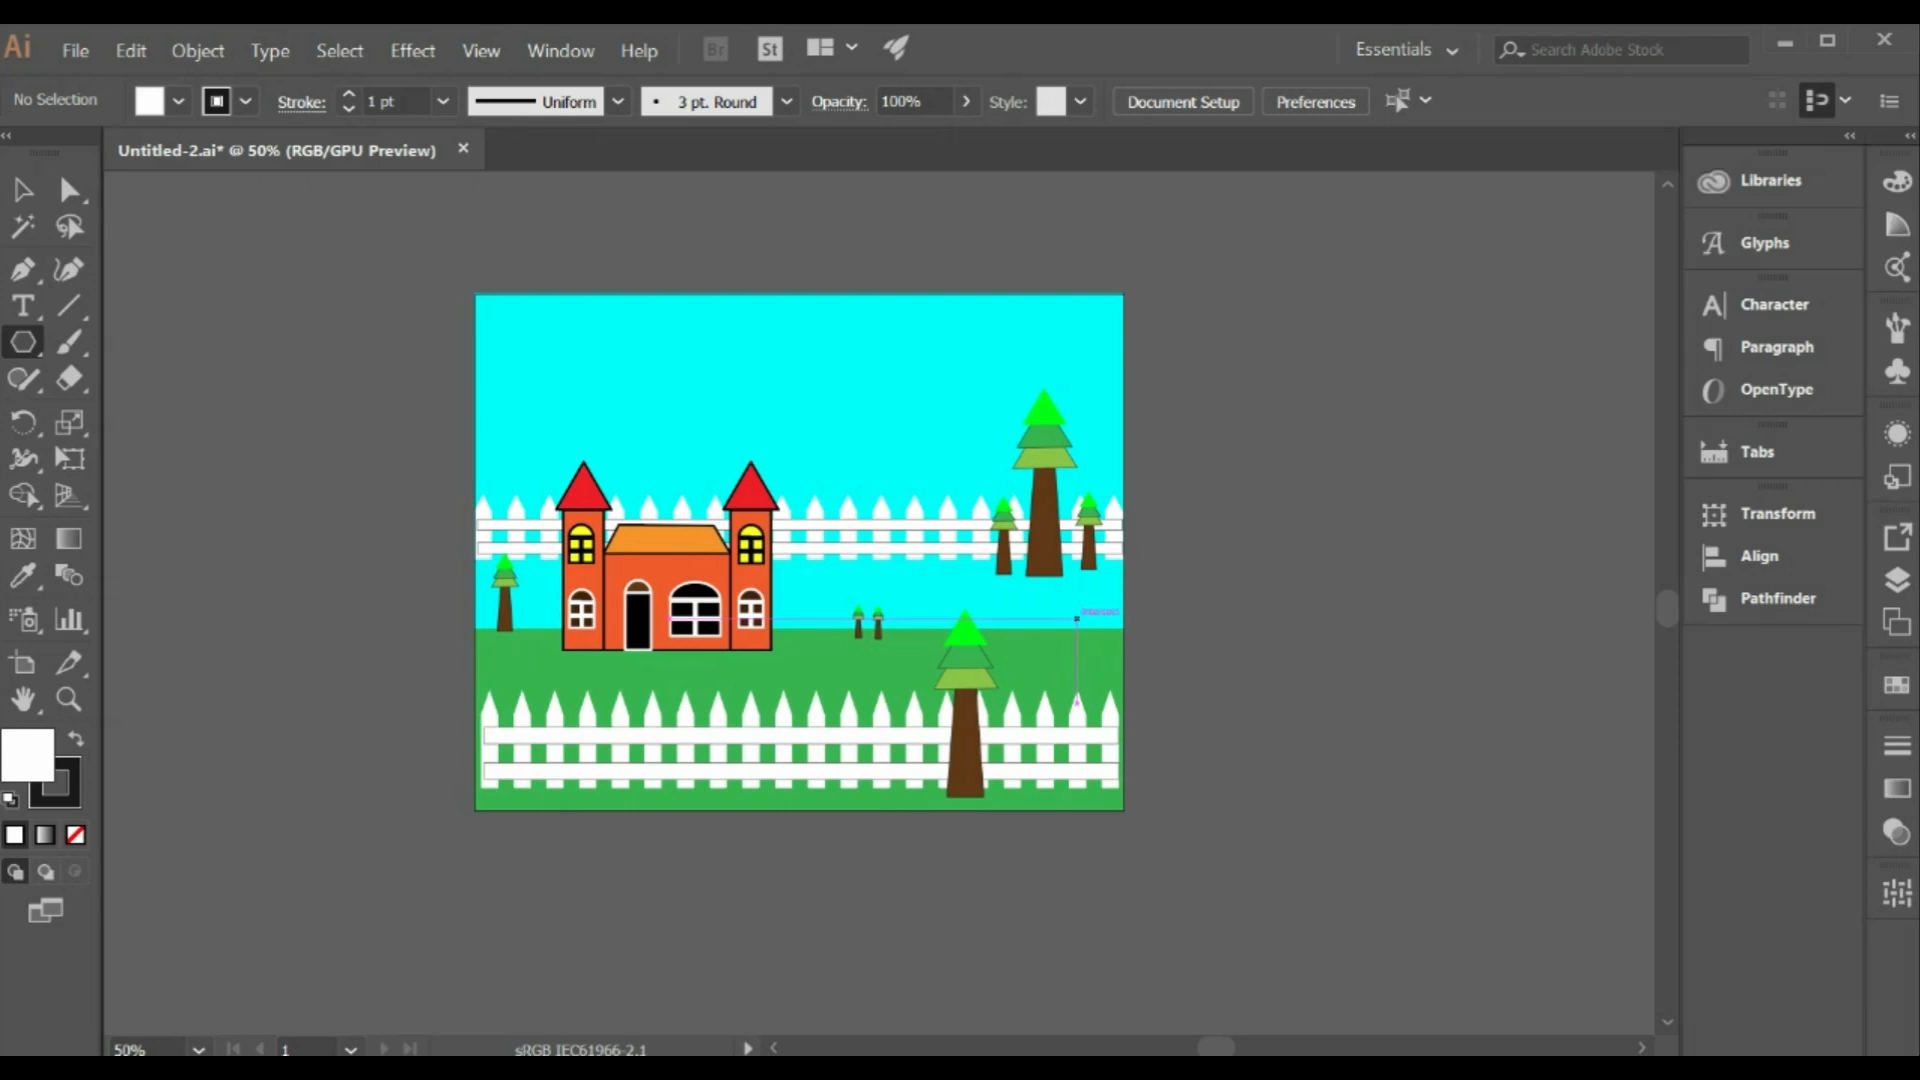 Ai File Edit Object Type Select Effect View Window Help Br St Essentials Search Adobe Stock
No Selection Stroke: 1 pt Uniform 3 pt. Round Opacity: 100% Style: Document Setup Preferences
Untitled-2.ai* @ 50% (RGB/GPU Preview)
Libraries
Glyphs
Character
Paragraph
OpenType
Tabs
Transform
Align
Pathfinder
50% 1 sRGB IEC61966-2.1